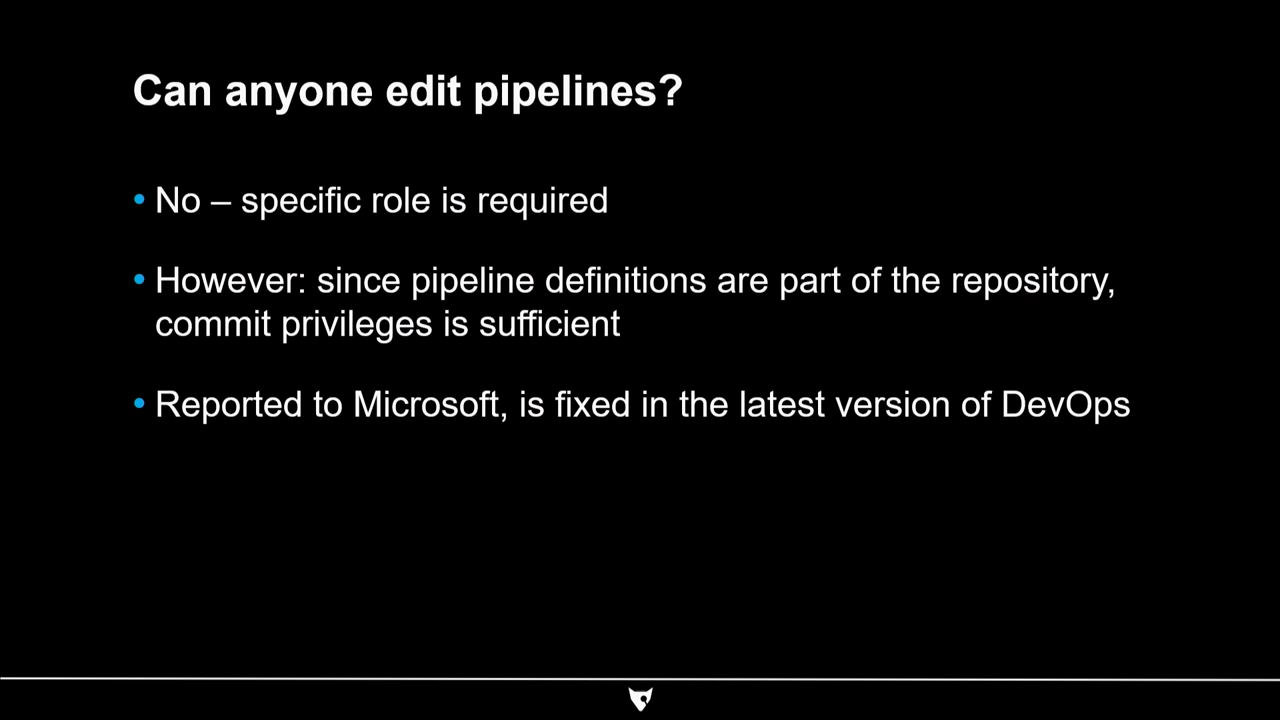 Can anyone edit pipelines?
• No – specific role is required
• However: since pipeline definitions are part of the repository,
commit privileges is sufficient
• Reported to Microsoft, is fixed in the latest version of DevOps